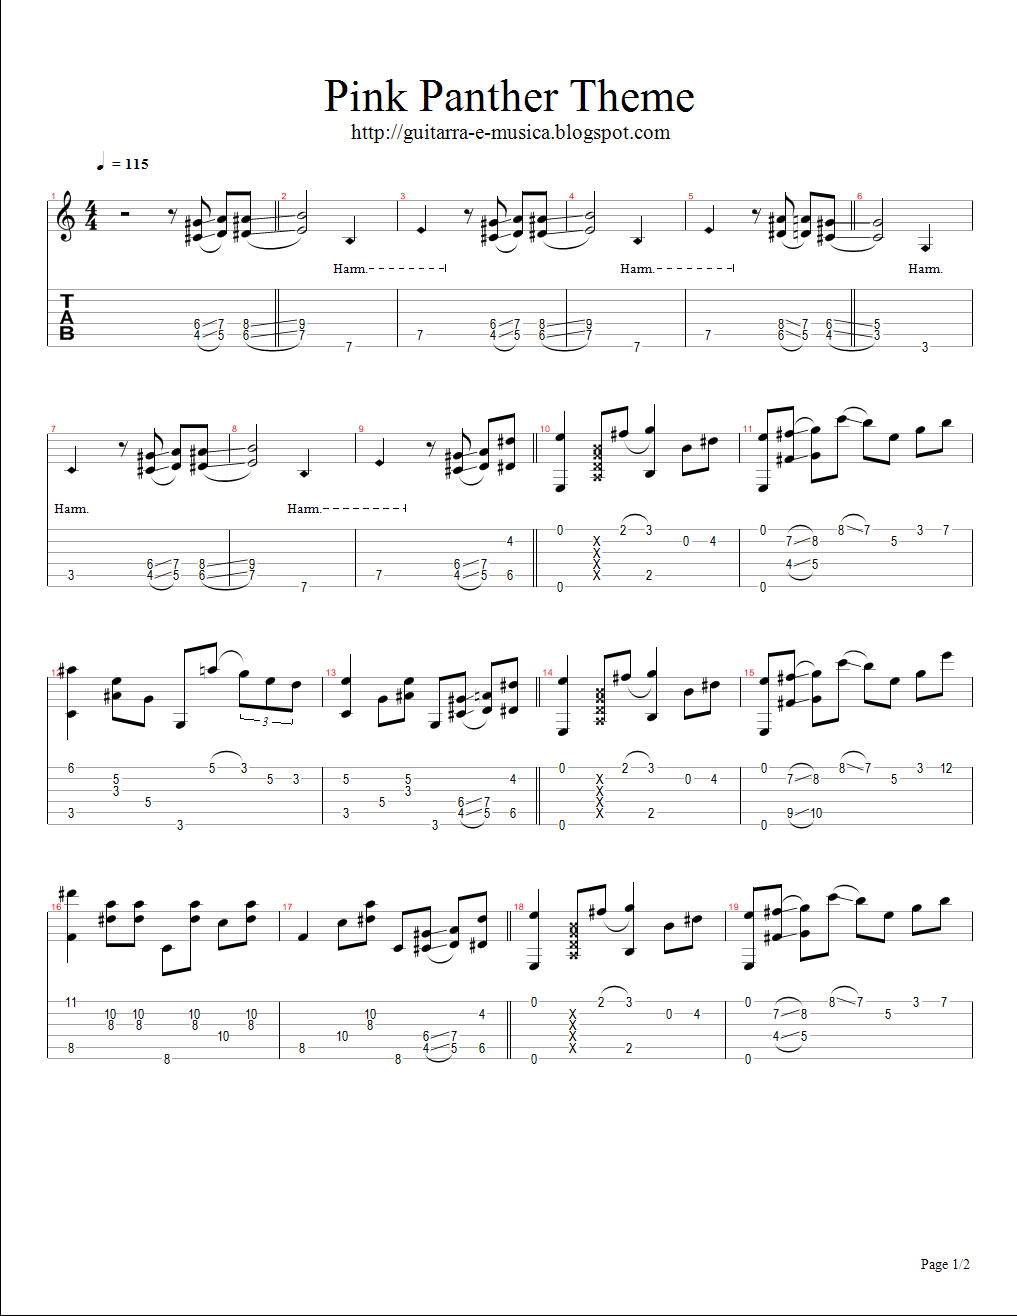 Pink Panther Theme
http://guitarra-e-musica.blogspot.com
♩ = 115
1 2 3 4 5 6
Harm. Harm. Harm.
T
A
B
6 7 8 9 6 7 8 9 8 7 6 5
4 5 6 7 7 4 5 6 7 7 6 5 4 3
7 7 3
7 8 9 10 11
Harm. Harm.
0 2 3 0 8 7 3 7
4 X 0 4 7 8 5
X
6 7 8 9 6 7 X 4 5
3 4 5 6 7 7 4 5 6 X 2
7 0 0
12 13 14 15
3
6 5 3 0 2 3 0 8 7 3 12
5 5 3 5 5 4 X 0 4 7 8 5
3 3 X
5 5 6 7 X
3 3 4 5 6 X 2 9 10
3 3 0 0
16 17 18 19
11 0 2 3 0 8 7 3 7
10 10 10 10 10 4 X 0 4 7 8 5
8 8 8 8 8 X
10 10 6 7 X 4 5
8 8 4 5 6 X 2
8 8 0 0
Page 1/2